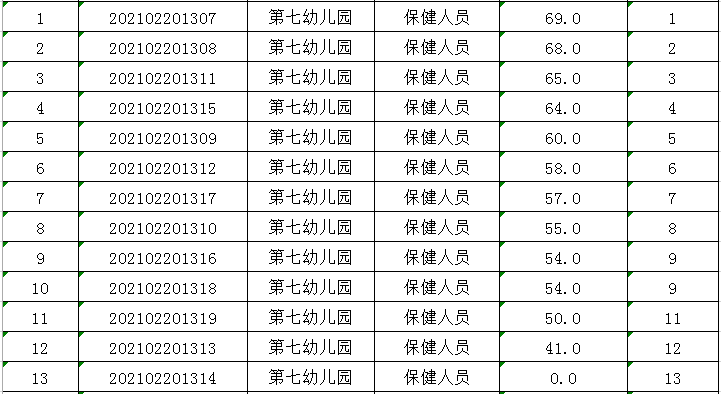 1 202102201307 第七幼儿园 保健人员 69.0 1
2 202102201308 第七幼儿园 保健人员 68.0 2
3 202102201311 第七幼儿园 保健人员 65.0 3
4 202102201315 第七幼儿园 保健人员 64.0 4
5 202102201309 第七幼儿园 保健人员 60.0 5
6 202102201312 第七幼儿园 保健人员 58.0 6
7 202102201317 第七幼儿园 保健人员 57.0 7
8 202102201310 第七幼儿园 保健人员 55.0 8
9 202102201316 第七幼儿园 保健人员 54.0 9
10 202102201318 第七幼儿园 保健人员 54.0 9
11 202102201319 第七幼儿园 保健人员 50.0 11
12 202102201313 第七幼儿园 保健人员 41.0 12
13 202102201314 第七幼儿园 保健人员 0.0 13